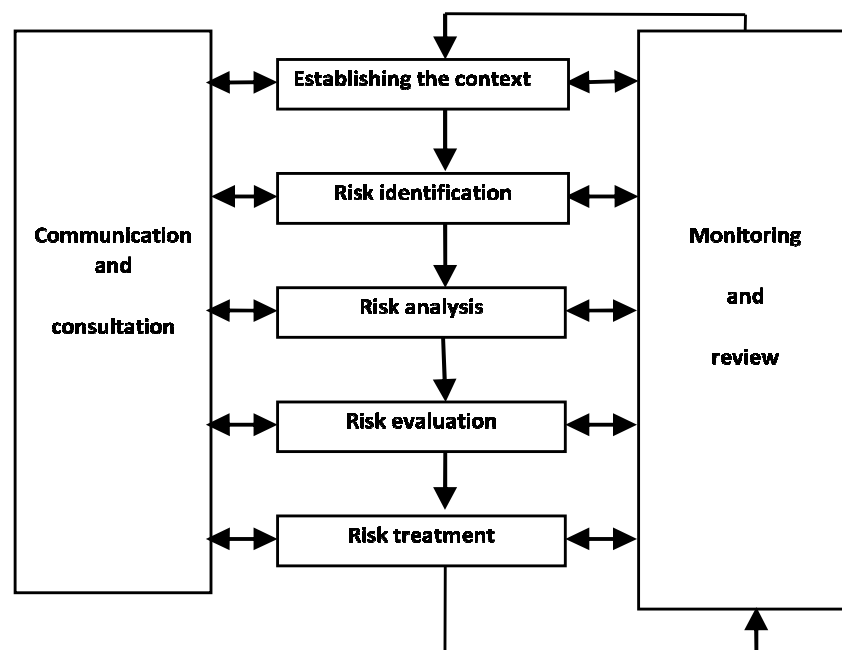 Establishing the context
Risk identification
Communication
and
consultation
Monitoring
and
review
Risk analysis
Risk evaluation
Risk treatment